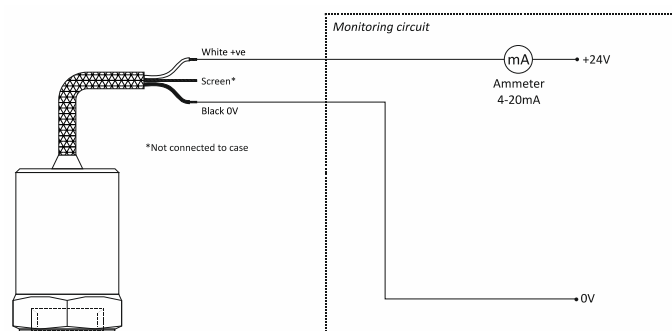 Monitoring circuit
White +ve
mA
+24V
Screen*
Ammeter
4-20mA
Black 0V
*Not connected to case
0V